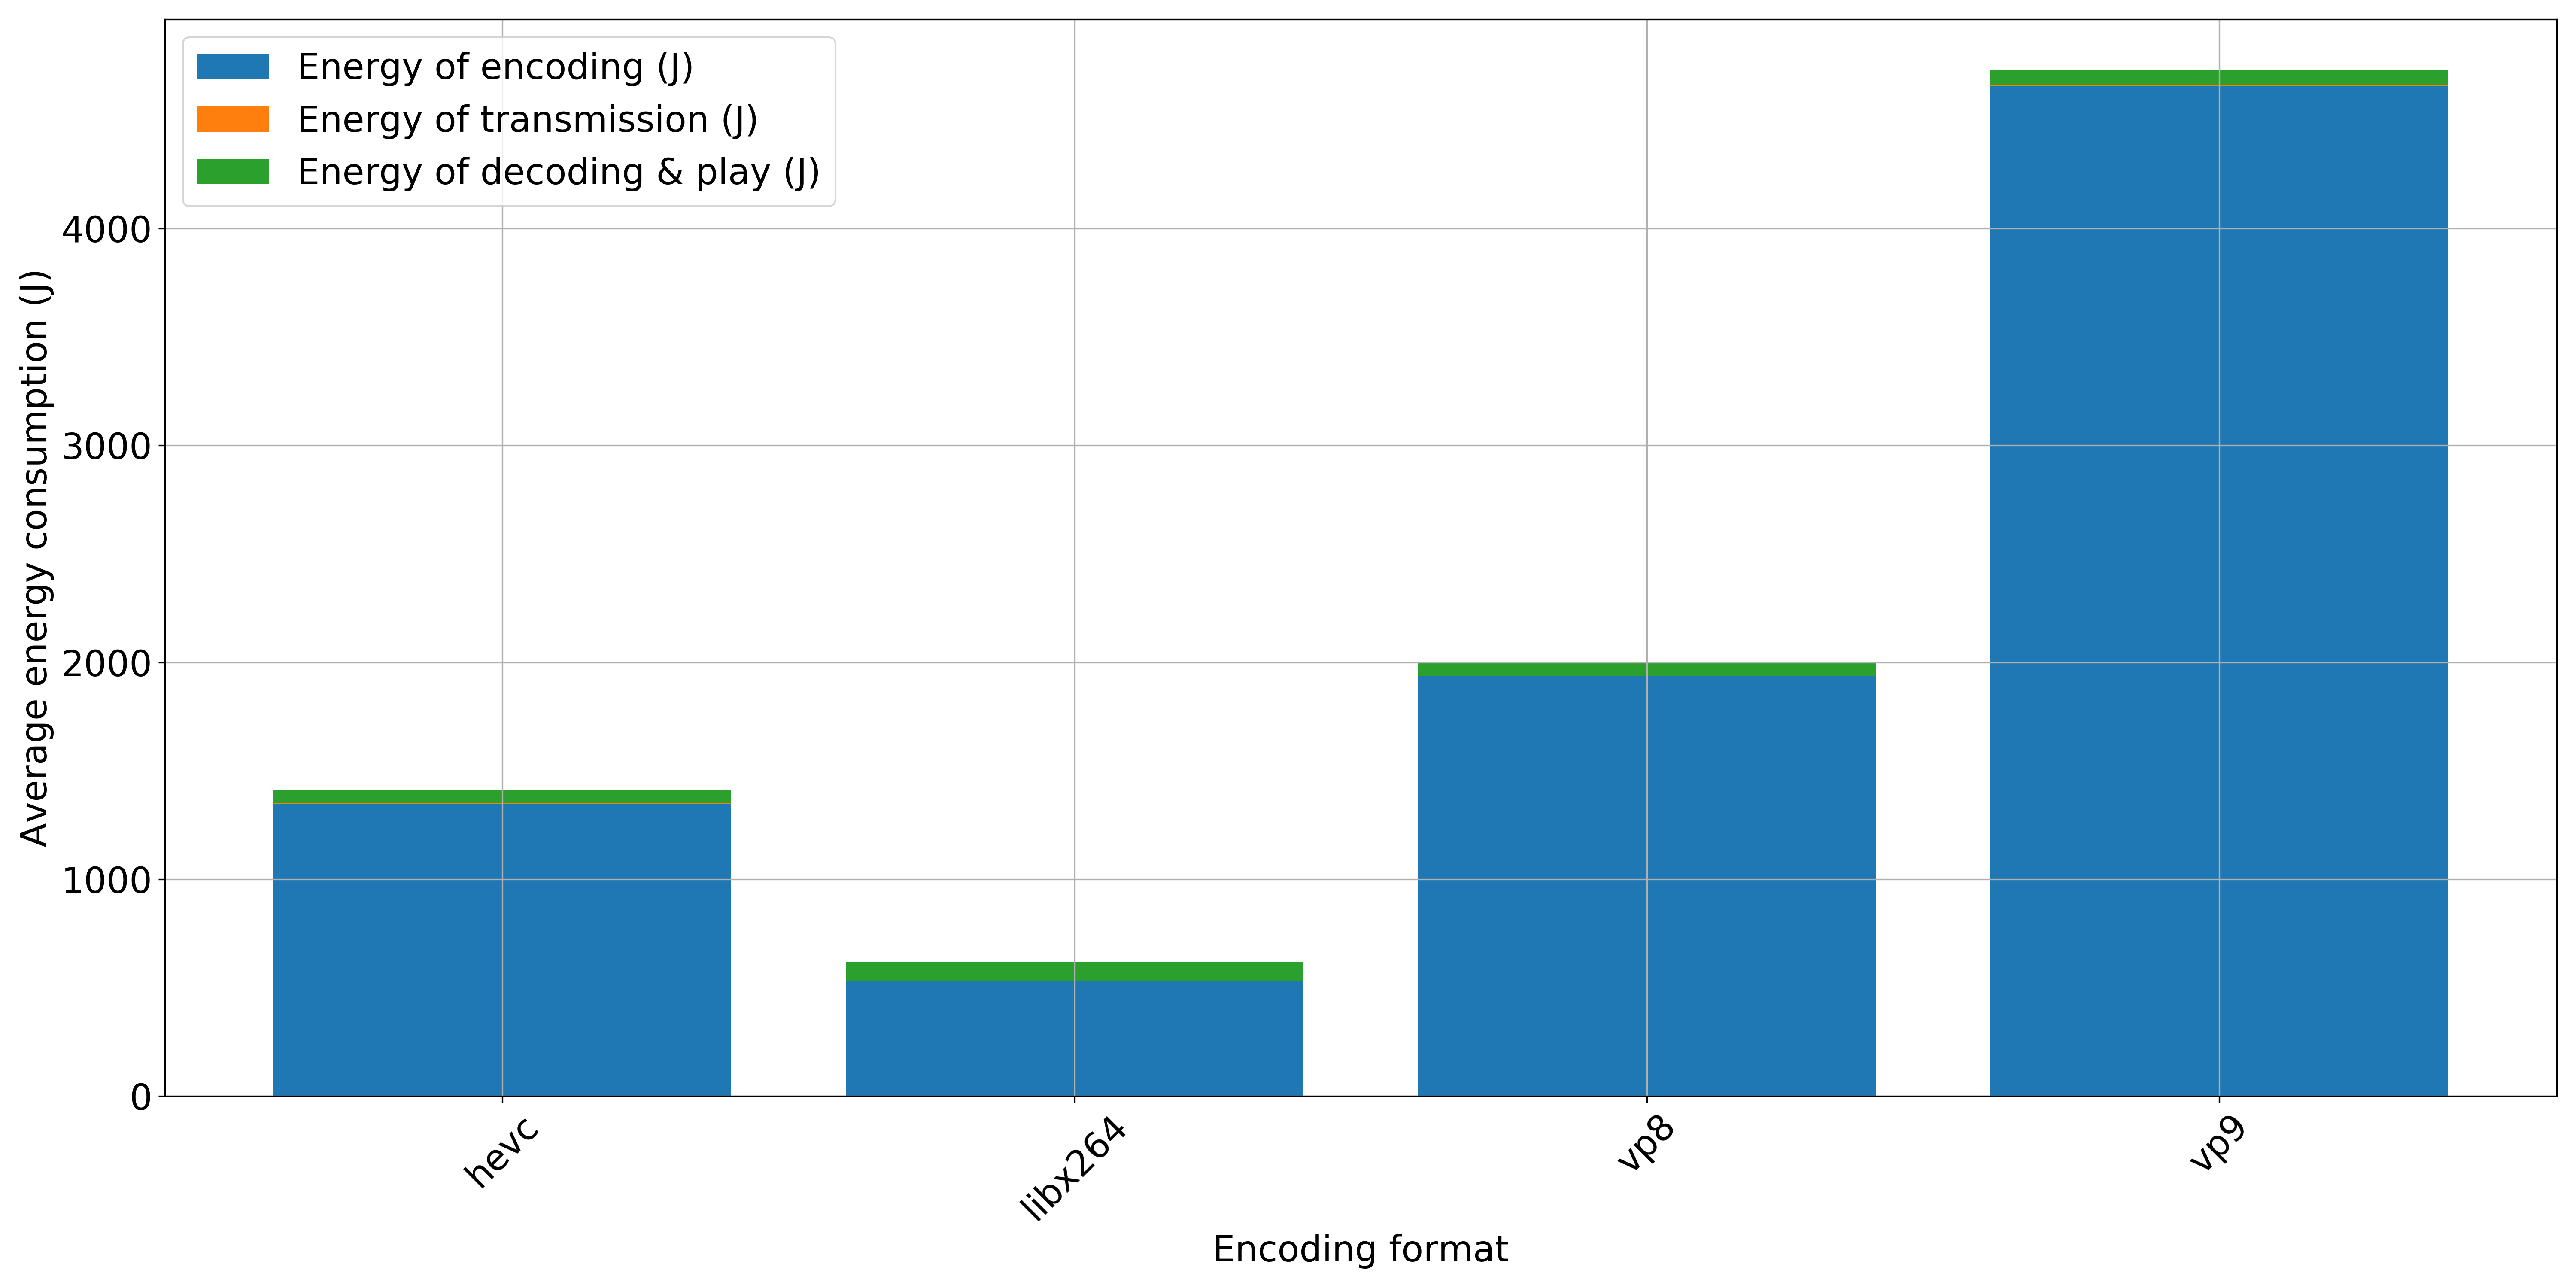 Energy of encoding (J)
Energy of transmission (J)
Energy of decoding & play (J)
Average energy consumption (J)
4000
3000
2000
1000
0
hevc
libx264
vp8
vp9
Encoding format